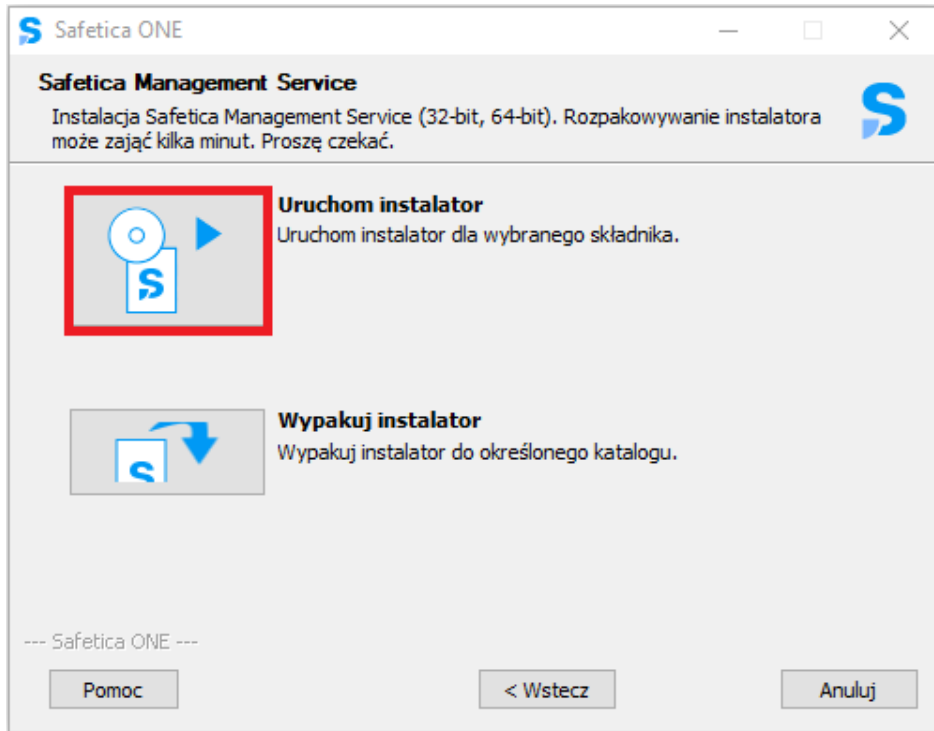 Safetica ONE
Safetica Management Service
Instalacja Safetica Management Service (32-bit, 64-bit). Rozpakowywanie instalatora
może zająć kilka minut. Proszę czekać.
Uruchom instalator
Uruchom instalator dla wybranego składnika.
Wypakuj instalator
Wypakuj instalator do określonego katalogu.
--- Safetica ONE ---
Pomoc
< Wstecz
Anuluj